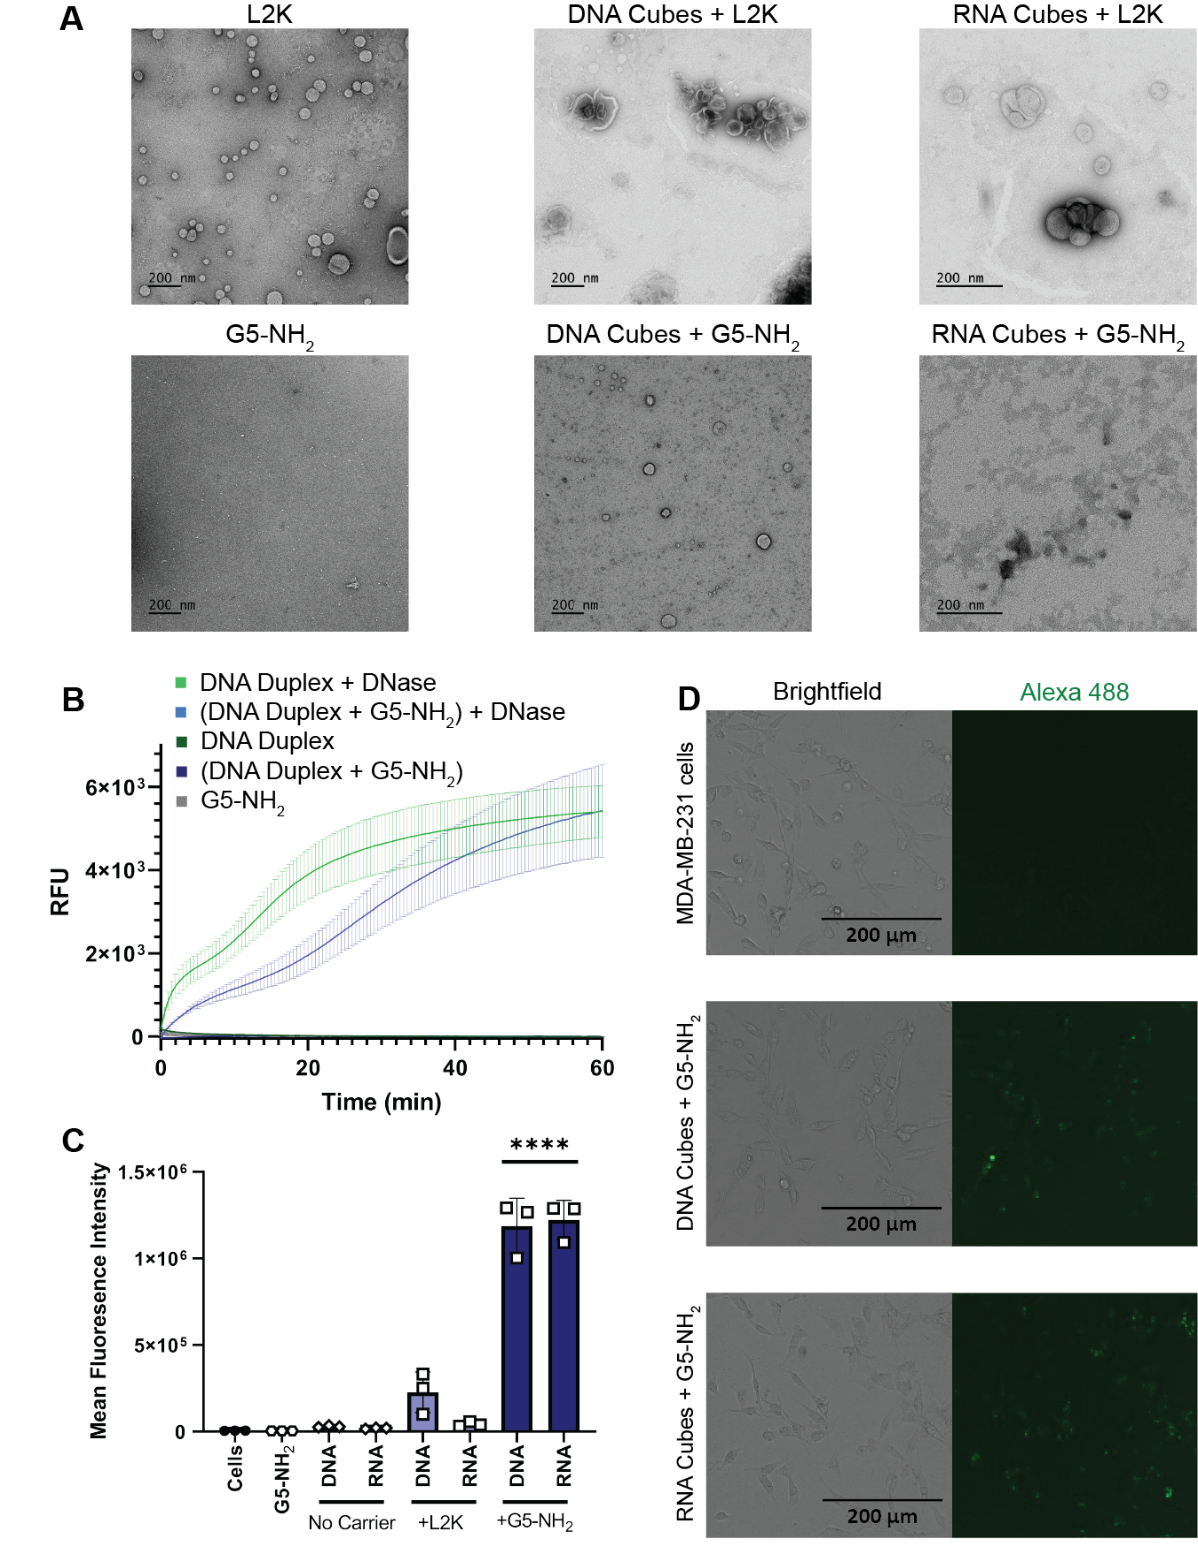 A
L2K
DNA Cubes + L2K
RNA Cubes + L2K
200 nm
200 nm
200 nm
G5-NH2
DNA Cubes + G5-NH2
RNA Cubes + G5-NH2
200 nm
200 nm
200 nm
B
DNA Duplex + DNase
(DNA Duplex + G5-NH2) + DNase
DNA Duplex
(DNA Duplex + G5-NH2)
G5-NH2
RFU
6×10³
4×10³
2×10³
0
0
20
40
60
Time (min)
C
****
Mean Fluoresence Intensity
1.5×10⁶
1×10⁶
5×10⁵
0
Cells
G5-NH2
DNA
RNA
DNA
RNA
DNA
RNA
No Carrier
+L2K
+G5-NH2
D
Brightfield
Alexa 488
MDA-MB-231 cells
200 µm
DNA Cubes + G5-NH2
200 µm
RNA Cubes + G5-NH2
200 µm